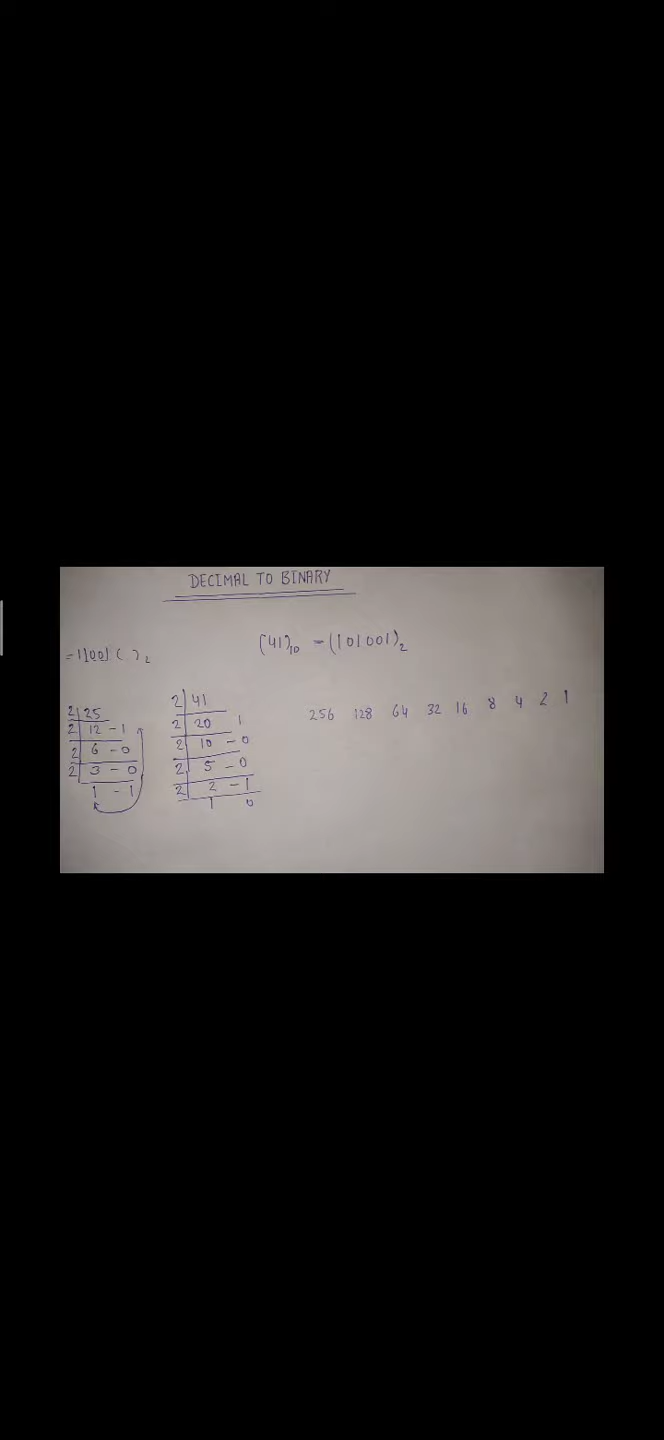 DECIMAL TO BINARY
(41)10 - (101001)2
= 11001 ( )2
2 41
2 25
2 20 1
256 128 64 32 16 8 4 2 1
2 12 - 1
2 10 - 0
2 6 - 0
2 5 - 0
2 3 - 0
2 2 - 1
1 - 1
1 0